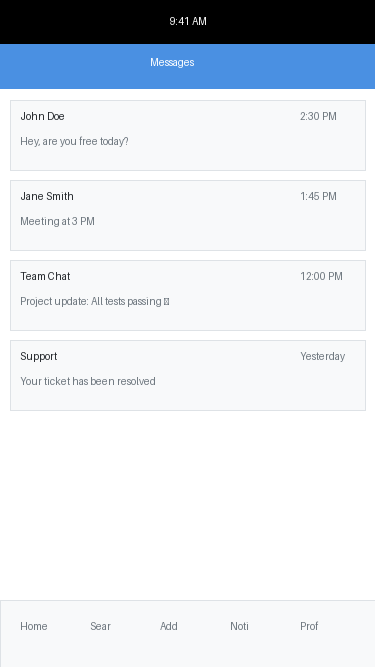 9:41 AM
Messages
John Doe 2:30 PM
Hey, are you free today?
Jane Smith 1:45 PM
Meeting at 3 PM
Team Chat 12:00 PM
Project update: All tests passing
Support Yesterday
Your ticket has been resolved
Home Sear Add Noti Prof